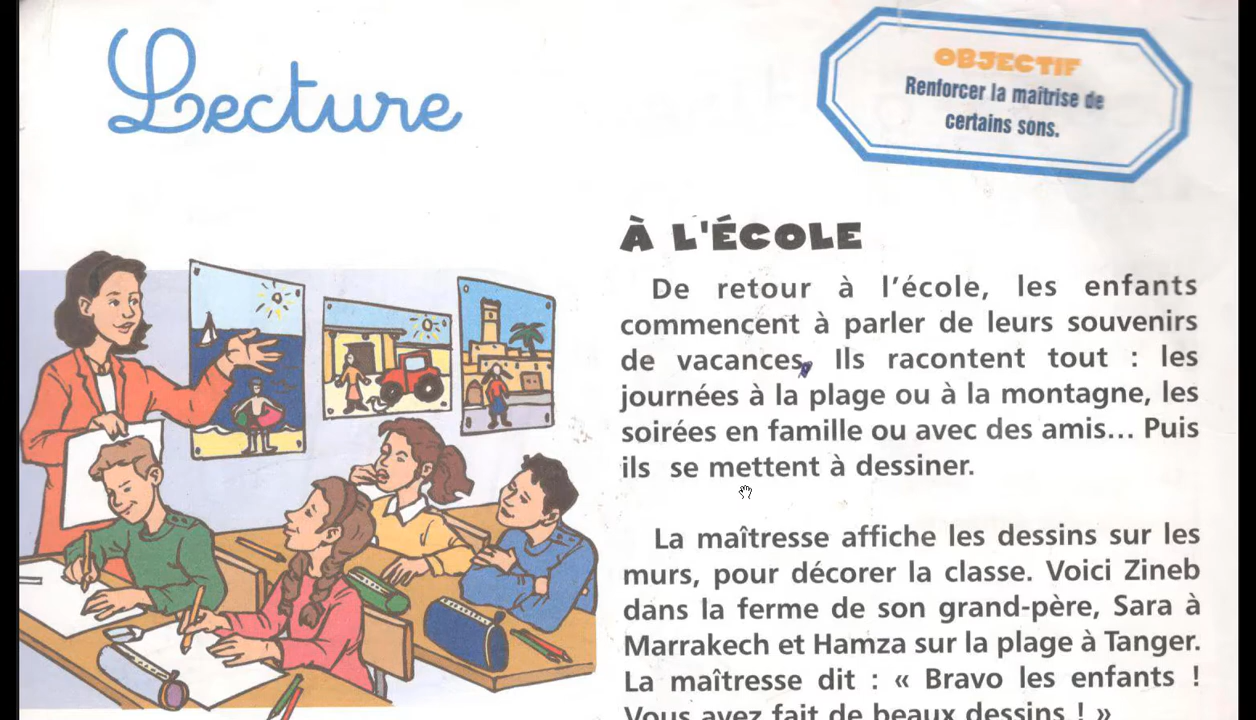 Lecture
OBJECTIF
Renforcer la maîtrise de
certains sons.
À L'ÉCOLE
De retour à l'école, les enfants
commencent à parler de leurs souvenirs
de vacances, Ils racontent tout : les
journées à la plage ou à la montagne, les
soirées en famille ou avec des amis... Puis
ils se mettent à dessiner.
La maîtresse affiche les dessins sur les
murs, pour décorer la classe. Voici Zineb
dans la ferme de son grand-père, Sara à
Marrakech et Hamza sur la plage à Tanger.
La maîtresse dit : « Bravo les enfants !
Vous avez fait de beaux dessins ! »